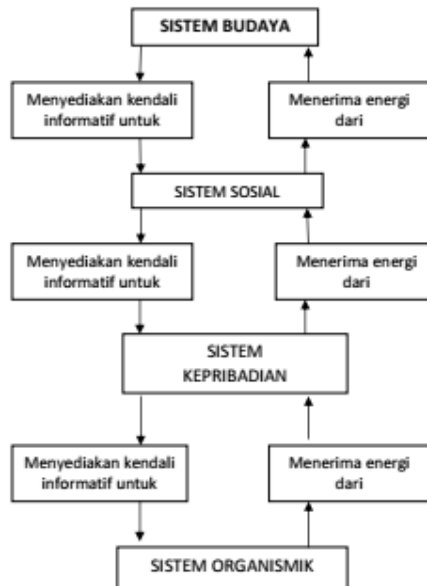 SISTEM BUDAYA
Menyediakan kendali
informatif untuk
Menerima energi
dari
SISTEM SOSIAL
Menyediakan kendali
informatif untuk
Menerima energi
dari
SISTEM
KEPRIBADIAN
Menyediakan kendali
informatif untuk
Menerima energi
dari
SISTEM ORGANISMIK